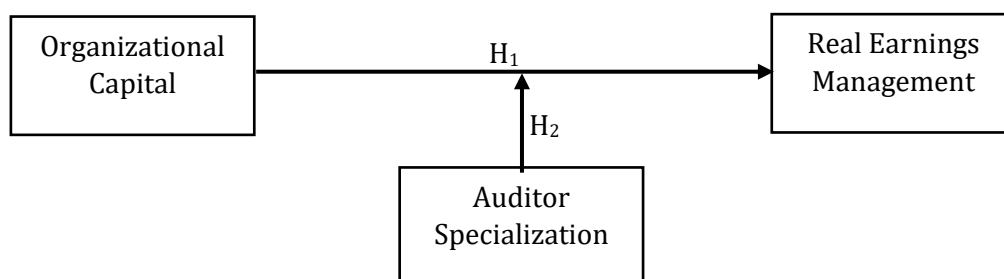 Organizational
Capital
H₁
Real Earnings
Management
H₂
Auditor
Specialization